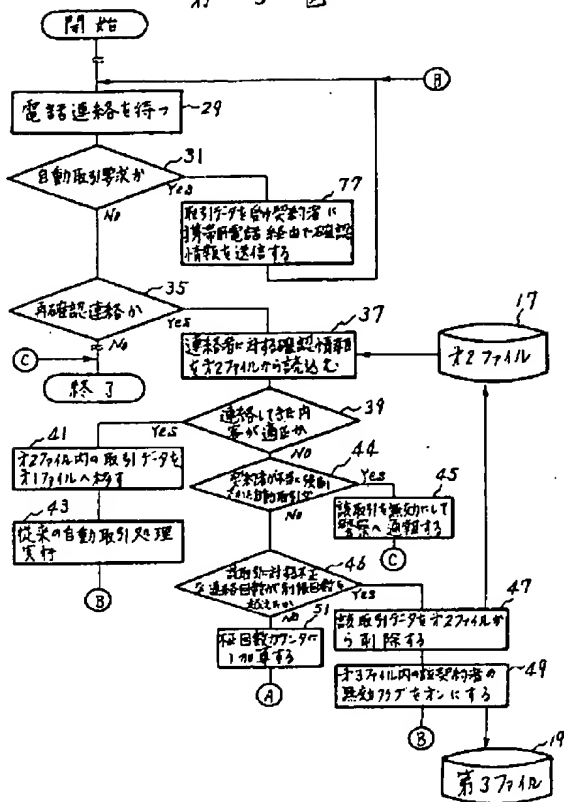 第 3 図
開始
Ⓑ
電話連絡を待つ
29
31
自動取引要求か
Yes
No
77
取引データを受け契約者に
携帯用電話経由で確認
情報を送信する
35
再確認連絡か
Yes
No
Ⓒ
終了
37
連絡者に対する確認情報
を才2ファイルから読込む
17
才2ファイル
39
連絡してきた内
容が適正か
Yes
No
41
才2ファイル内の取引データを
才1ファイルへ移す
43
従来の自動取引処理
実行
Ⓑ
44
契約者が不当に強制
された自動取引か
Yes
No
45
該取引を無効にして
警察へ通報する
Ⓒ
46
該取引に対する不正
な連絡回数が制限回数を
越えたか
Yes
No
47
該取引データを才2ファイルか
ら削除する
51
回数カウンタに
1加算する
Ⓐ
49
才3ファイル内の該契約者の
無効フラグをオンにする
Ⓑ
19
第3ファイル